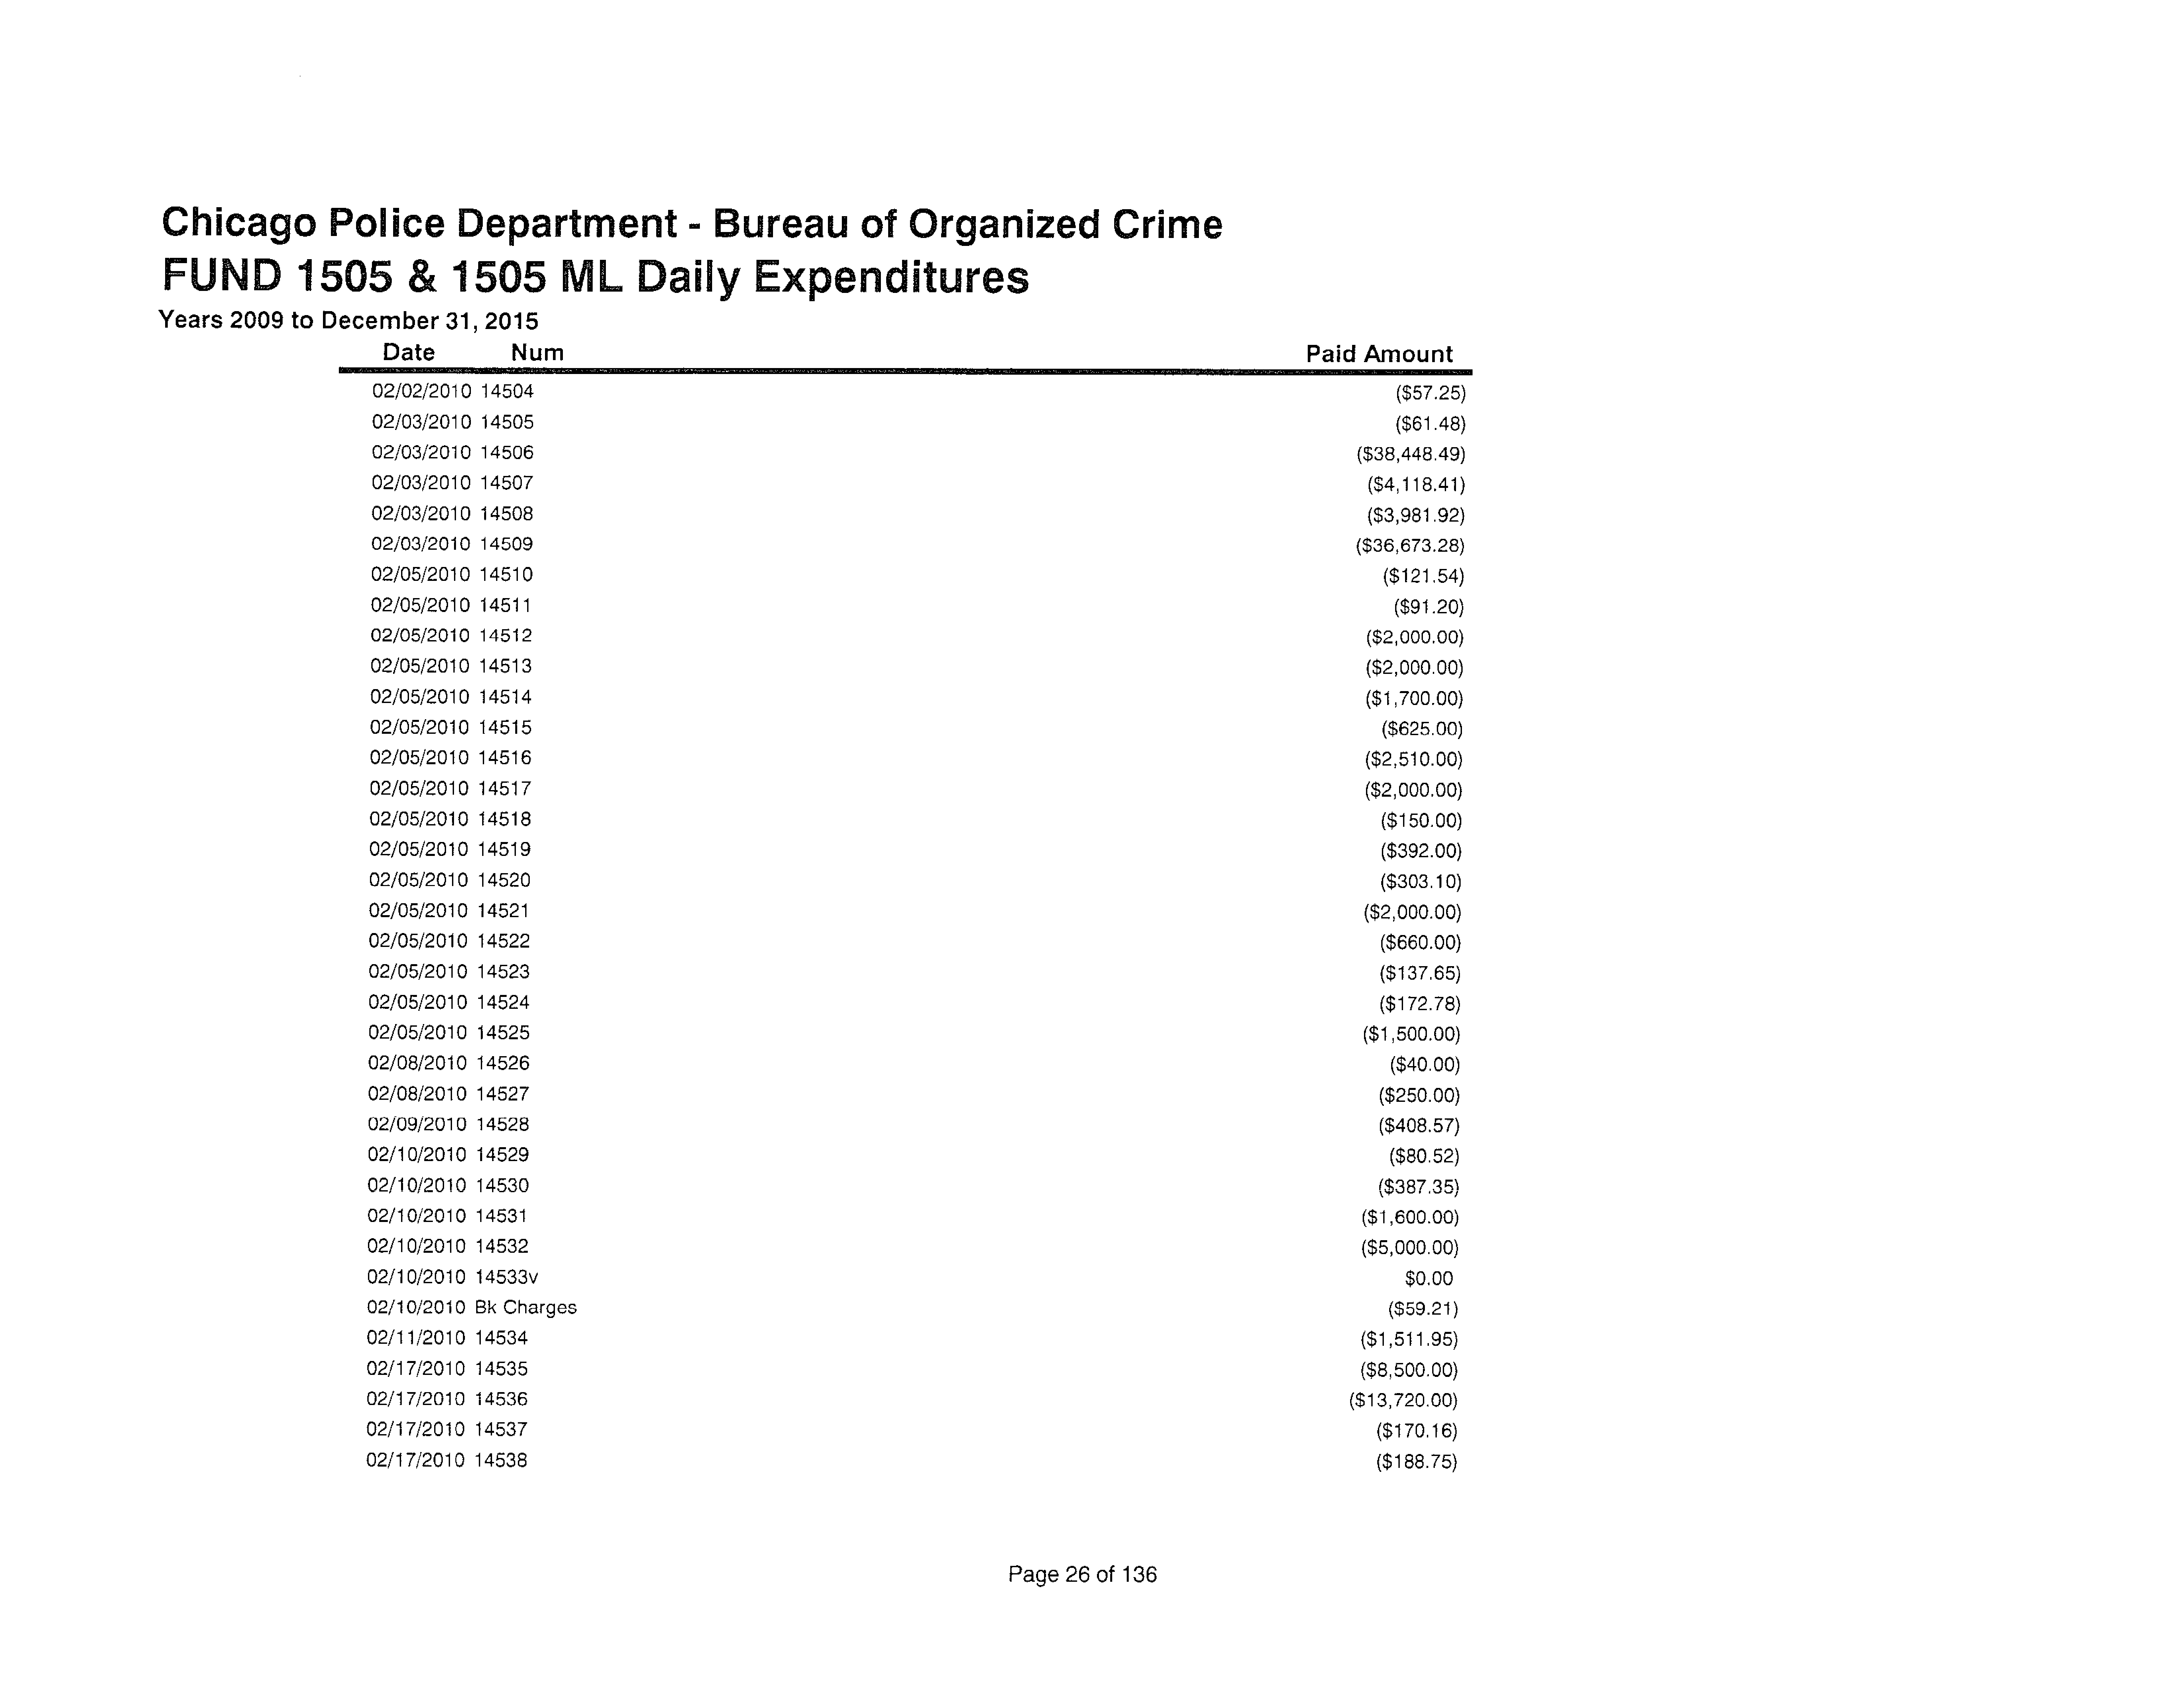 Chicago Police Department - Bureau of Organized Crime
FUND 1505 & 1505 ML Daily Expenditures
Years 2009 to December 31, 2015
Date Num Paid Amount
02/02/2010 14504 ($57.25)
02/03/2010 14505 ($61.48)
02/03/2010 14506 ($38,448.49)
02/03/2010 14507 ($4,118.41)
02/03/2010 14508 ($3,981.92)
02/03/2010 14509 ($36,673.28)
02/05/2010 14510 ($121.54)
02/05/2010 14511 ($91.20)
02/05/2010 14512 ($2,000.00)
02/05/2010 14513 ($2,000.00)
02/05/2010 14514 ($1,700.00)
02/05/2010 14515 ($625.00)
02/05/2010 14516 ($2,510.00)
02/05/2010 14517 ($2,000.00)
02/05/2010 14518 ($150.00)
02/05/2010 14519 ($392.00)
02/05/2010 14520 ($303.10)
02/05/2010 14521 ($2,000.00)
02/05/2010 14522 ($660.00)
02/05/2010 14523 ($137.65)
02/05/2010 14524 ($172.78)
02/05/2010 14525 ($1,500.00)
02/08/2010 14526 ($40.00)
02/08/2010 14527 ($250.00)
02/09/2010 14528 ($408.57)
02/10/2010 14529 ($80.52)
02/10/2010 14530 ($387.35)
02/10/2010 14531 ($1,600.00)
02/10/2010 14532 ($5,000.00)
02/10/2010 14533v $0.00
02/10/2010 Bk Charges ($59.21)
02/11/2010 14534 ($1,511.95)
02/17/2010 14535 ($8,500.00)
02/17/2010 14536 ($13,720.00)
02/17/2010 14537 ($170.16)
02/17/2010 14538 ($188.75)
Page 26 of 136